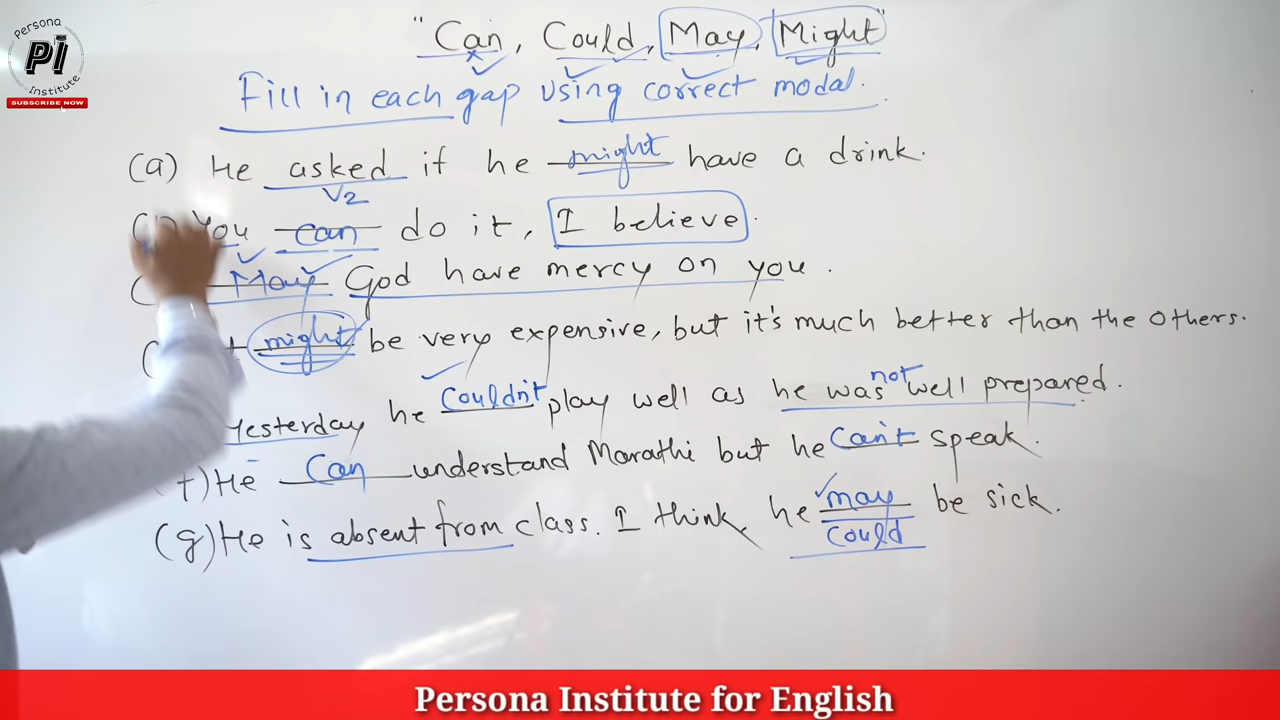 Persona
PI
Institute
SUBSCRIBE NOW
"Can, Could, May, Might"
Fill in each gap using correct modal.
(a) He asked if he might have a drink.
V2
You can do it, I believe.
( May God have mercy on you.
( might be very expensive, but it's much better than the others.
Yesterday he couldn't play well as he was not well prepared.
(f) He Can understand Marathi but he can't speak.
(g) He is absent from class. I think, he may be sick.
could
Persona Institute for English